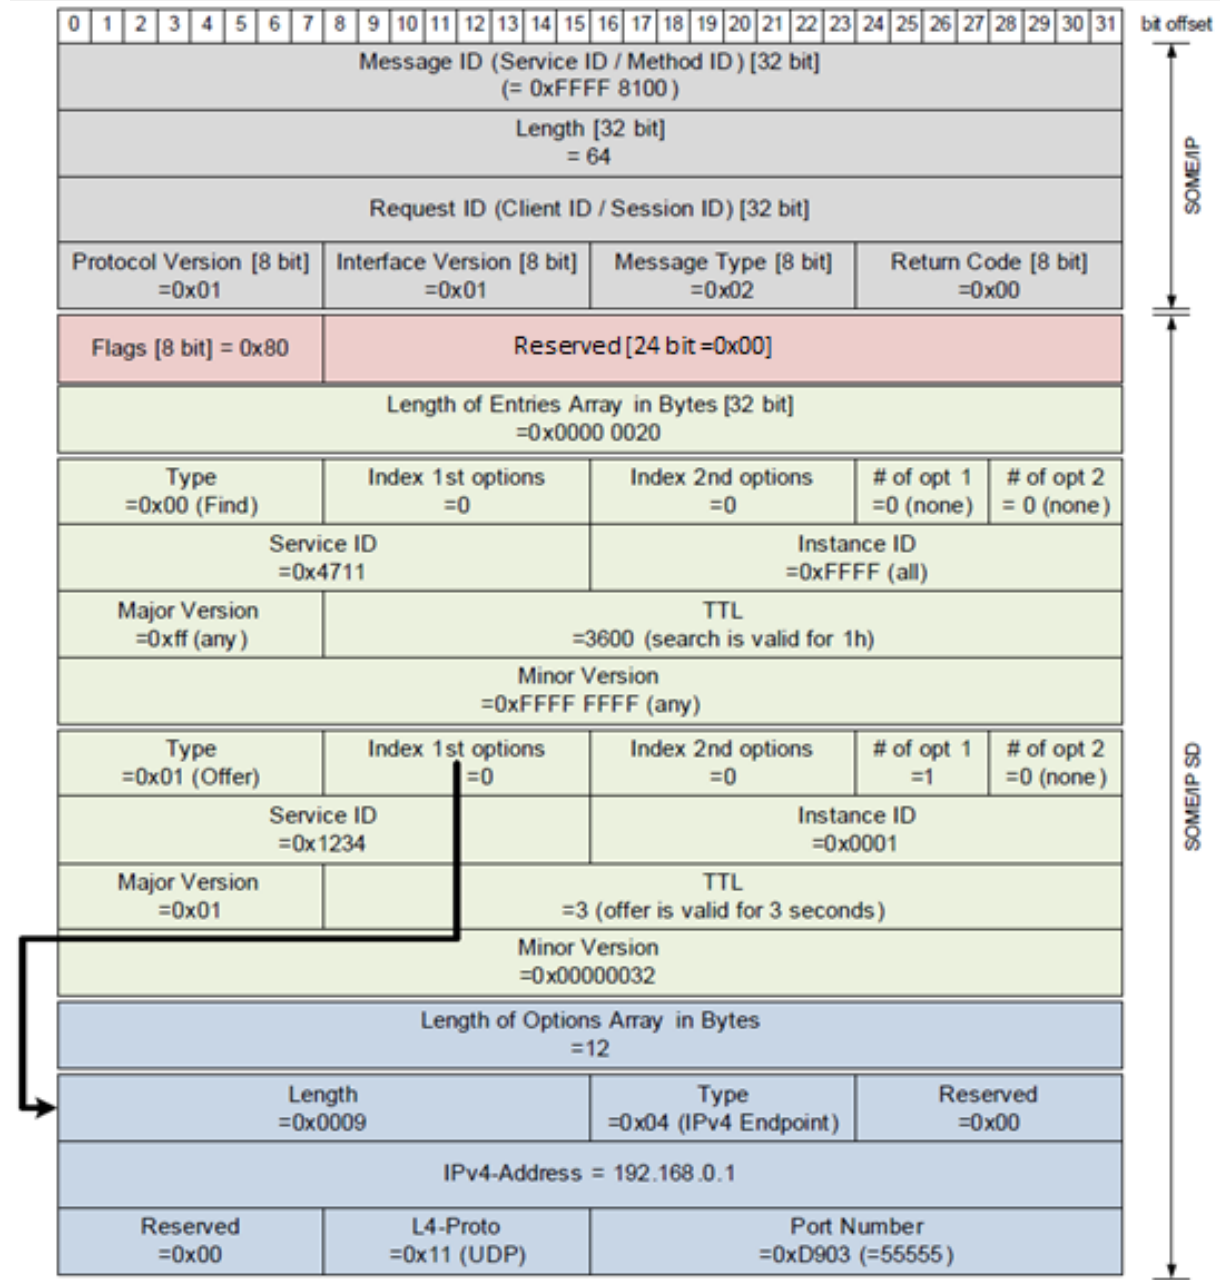 0 1 2 3 4 5 6 7 8 9 10 11 12 13 14 15 16 17 18 19 20 21 22 23 24 25 26 27 28 29 30 31 bit offset
Message ID (Service ID / Method ID) [32 bit]
(= 0xFFFF 8100)
Length [32 bit]
= 64
Request ID (Client ID / Session ID) [32 bit]
Protocol Version [8 bit] Interface Version [8 bit] Message Type [8 bit] Return Code [8 bit]
=0x01 =0x01 =0x02 =0x00
SOME/IP
Flags [8 bit] = 0x80 Reserved [24 bit =0x00]
Length of Entries Array in Bytes [32 bit]
=0x0000 0020
Type Index 1st options Index 2nd options # of opt 1 # of opt 2
=0x00 (Find) =0 =0 =0 (none) = 0 (none)
Service ID Instance ID
=0x4711 =0xFFFF (all)
Major Version TTL
=0xff (any) =3600 (search is valid for 1h)
Minor Version
=0xFFFF FFFF (any)
Type Index 1st options Index 2nd options # of opt 1 # of opt 2
=0x01 (Offer) =0 =0 =1 =0 (none)
Service ID Instance ID
=0x1234 =0x0001
Major Version TTL
=0x01 =3 (offer is valid for 3 seconds)
Minor Version
=0x00000032
Length of Options Array in Bytes
=12
Length Type Reserved
=0x0009 =0x04 (IPv4 Endpoint) =0x00
IPv4-Address = 192.168.0.1
Reserved L4-Proto Port Number
=0x00 =0x11 (UDP) =0xD903 (=55555)
SOME/IP SD